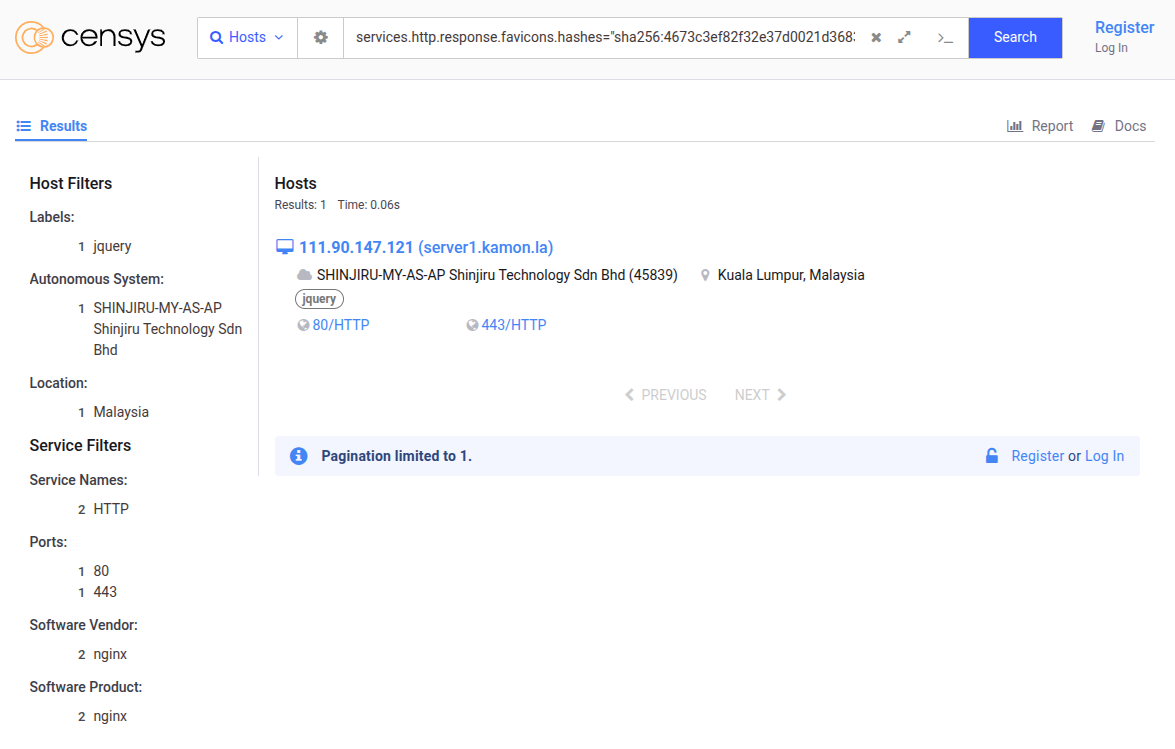 censys
Hosts
services.http.response.favicons.hashes="sha256:4673c3ef82f32e37d0021d368
>_
Search
Register
Log In
Results
Report
Docs
Host Filters
Labels:
1 jquery
Autonomous System:
1 SHINJIRU-MY-AS-AP
Shinjiru Technology Sdn
Bhd
Location:
1 Malaysia
Service Filters
Service Names:
2 HTTP
Ports:
1 80
1 443
Software Vendor:
2 nginx
Software Product:
2 nginx
Hosts
Results: 1 Time: 0.06s
111.90.147.121 (server1.kamon.la)
SHINJIRU-MY-AS-AP Shinjiru Technology Sdn Bhd (45839) Kuala Lumpur, Malaysia
jquery
80/HTTP 443/HTTP
PREVIOUS NEXT
Pagination limited to 1. Register or Log In